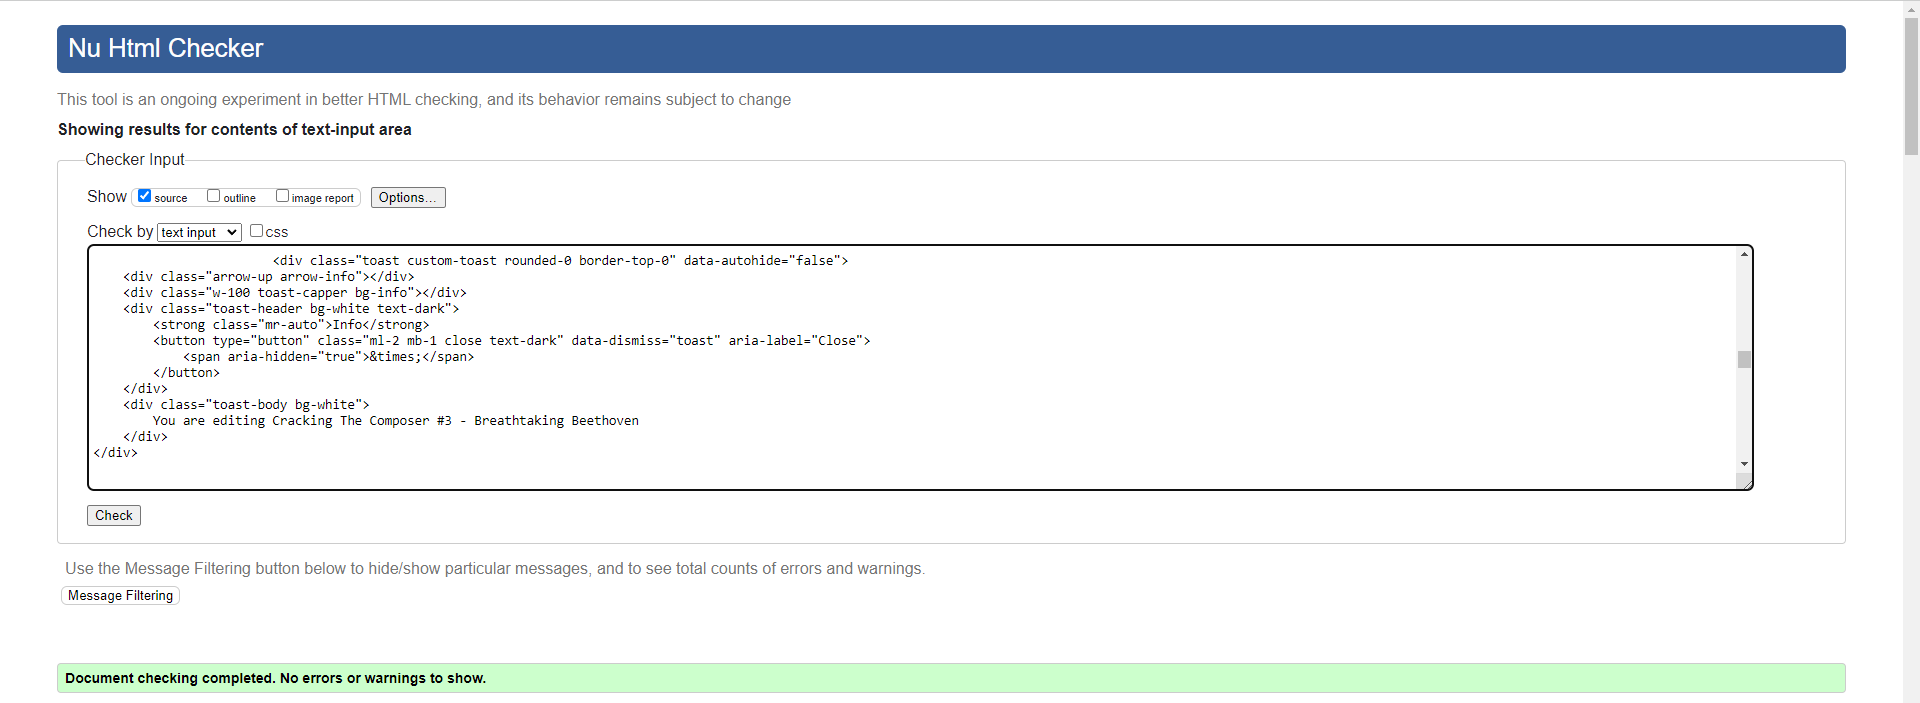 Nu Html Checker
This tool is an ongoing experiment in better HTML checking, and its behavior remains subject to change
Showing results for contents of text-input area
Checker Input
Show source outline image report Options...
Check by text input css
<div class="toast custom-toast rounded-0 border-top-0" data-autohide="false">
<div class="arrow-up arrow-info"></div>
<div class="w-100 toast-capper bg-info"></div>
<div class="toast-header bg-white text-dark">
<strong class="mr-auto">Info</strong>
<button type="button" class="ml-2 mb-1 close text-dark" data-dismiss="toast" aria-label="Close">
<span aria-hidden="true">&times;</span>
</button>
</div>
<div class="toast-body bg-white">
You are editing Cracking The Composer #3 - Breathtaking Beethoven
</div>
</div>
Check
Use the Message Filtering button below to hide/show particular messages, and to see total counts of errors and warnings.
Message Filtering
Document checking completed. No errors or warnings to show.